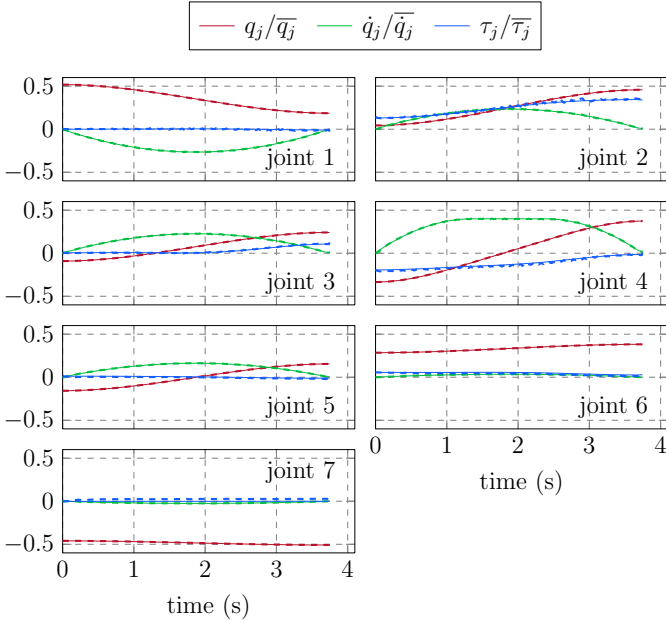 q_j/\overline{q_j} \dot{q}_j/\overline{\dot{q}_j} τ_j/\overline{τ_j}
0.5
0
−0.5
joint 1
joint 2
0.5
0
−0.5
joint 3
joint 4
0.5
0
−0.5
joint 5
joint 6
0 1 2 3 4
time (s)
0.5
0
−0.5
joint 7
0 1 2 3 4
time (s)